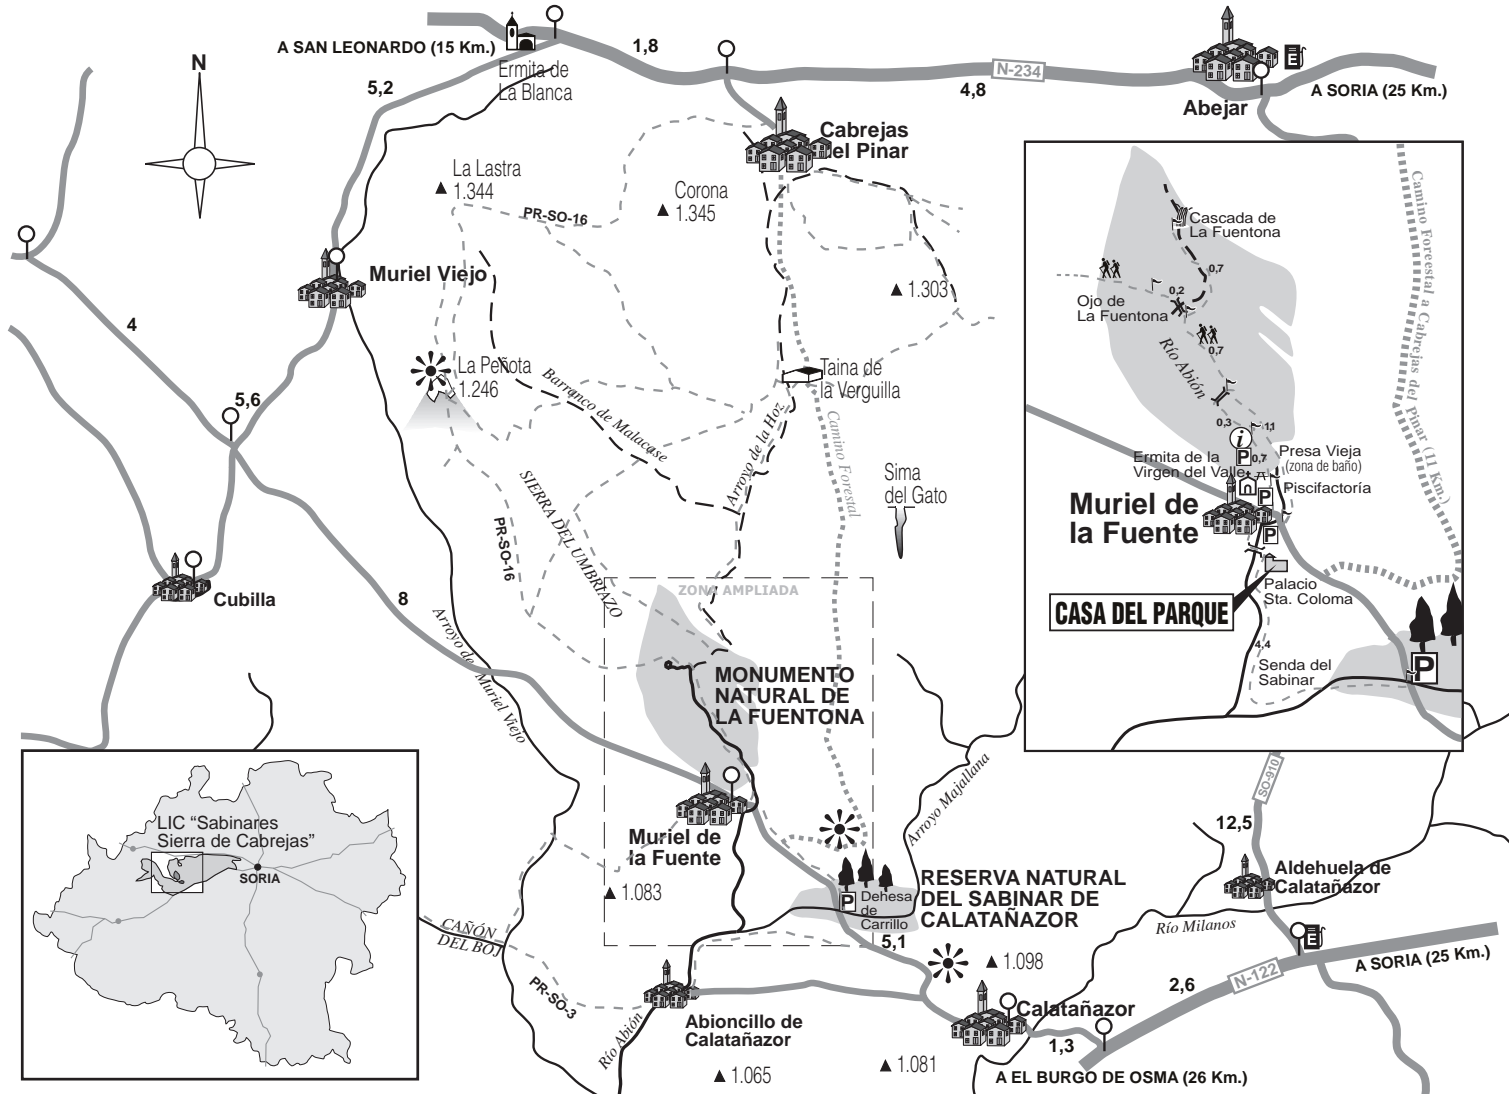 A SAN LEONARDO (15 Km.)
Ermita de
La Blanca
1,8
N-234
4,8
Abejar
E
A SORIA (25 Km.)
N
5,2
Cabrejas
del Pinar
La Lastra
1.344
PR-SO-16
Corona
1.345
Muriel Viejo
1.303
4
5,6
La Peñota
1.246
Barranco de Malacase
Taina de
la Verguilla
Arroyo de la Hoz
Camino Forestal
Sima
del Gato
SIERRA DEL UMBRIAZO
PR-SO-16
Cubilla
8
Arroyo de Muriel Viejo
ZONA AMPLIADA
MONUMENTO
NATURAL DE
LA FUENTONA
Muriel de
la Fuente
1.083
Arroyo Majallana
P
Dehesa
de
Carrillo
RESERVA NATURAL
DEL SABINAR DE
CALATAÑAZOR
5,1
CAÑÓN
DEL BOJ
PR-SO-3
Río Abión
Abioncillo de
Calatañazor
1.065
1.098
1.081
Calatañazor
1,3
A EL BURGO DE OSMA (26 Km.)
2,6
N-122
A SORIA (25 Km.)
E
Río Milanos
Aldehuela de
Calatañazor
12,5
SO-910
Cascada de
La Fuentona
0,7
0,2
Ojo de
La Fuentona
0,7
Río Abión
0,3
1,1
i
P
0,7
Ermita de la
Virgen del Valle
Presa Vieja
(zona de baño)
Piscifactoría
P
Muriel de
la Fuente
P
Palacio
Sta. Coloma
CASA DEL PARQUE
4,4
Senda del
Sabinar
P
Camino Foreestal a Cabrejas del Pinar (11 Km.)
LIC “Sabinares
Sierra de Cabrejas”
SORIA